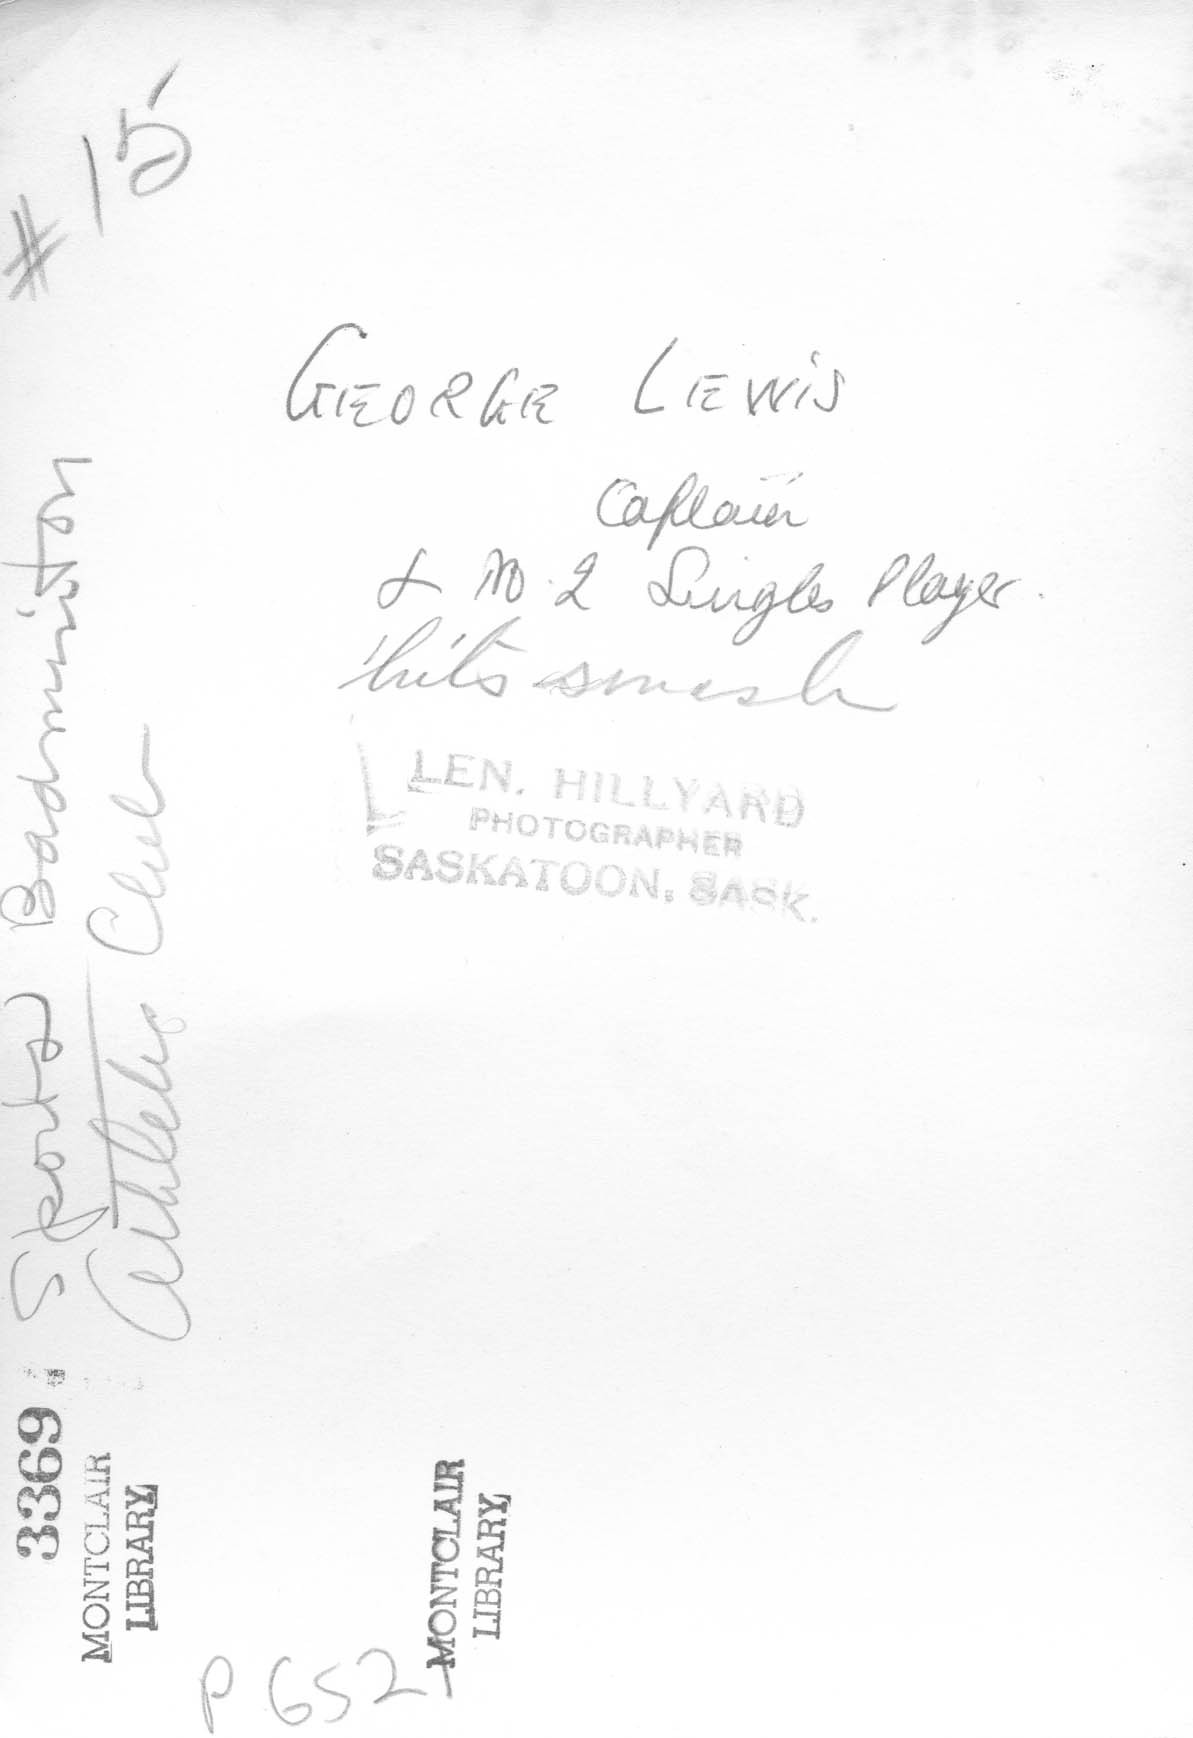 GEORGE LEWIS
Captain
& No. 2 Singles Player.
hits smash
LEN. HILLYARD
PHOTOGRAPHER
SASKATOON, SASK.
# 15
Sports Badminton
Athletic Club
3369
MONTCLAIR
LIBRARY
MONTCLAIR
LIBRARY
P 652